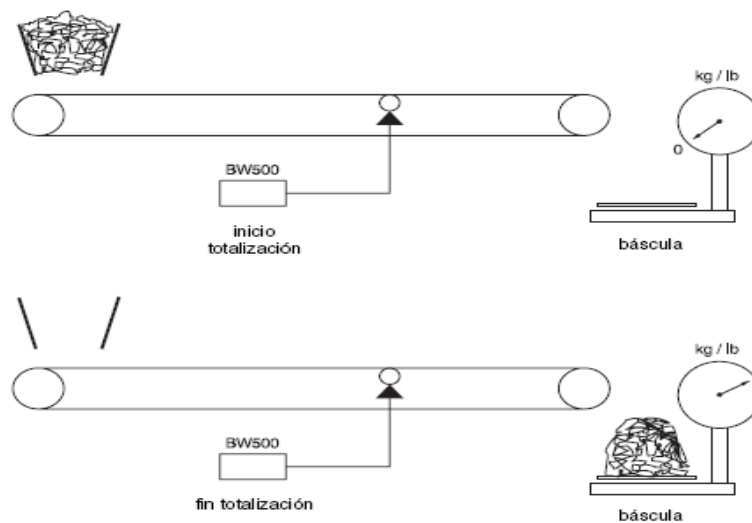 kg / lb
BW500
0
inicio
totalización
báscula
kg / lb
BW500
fin totalización
báscula